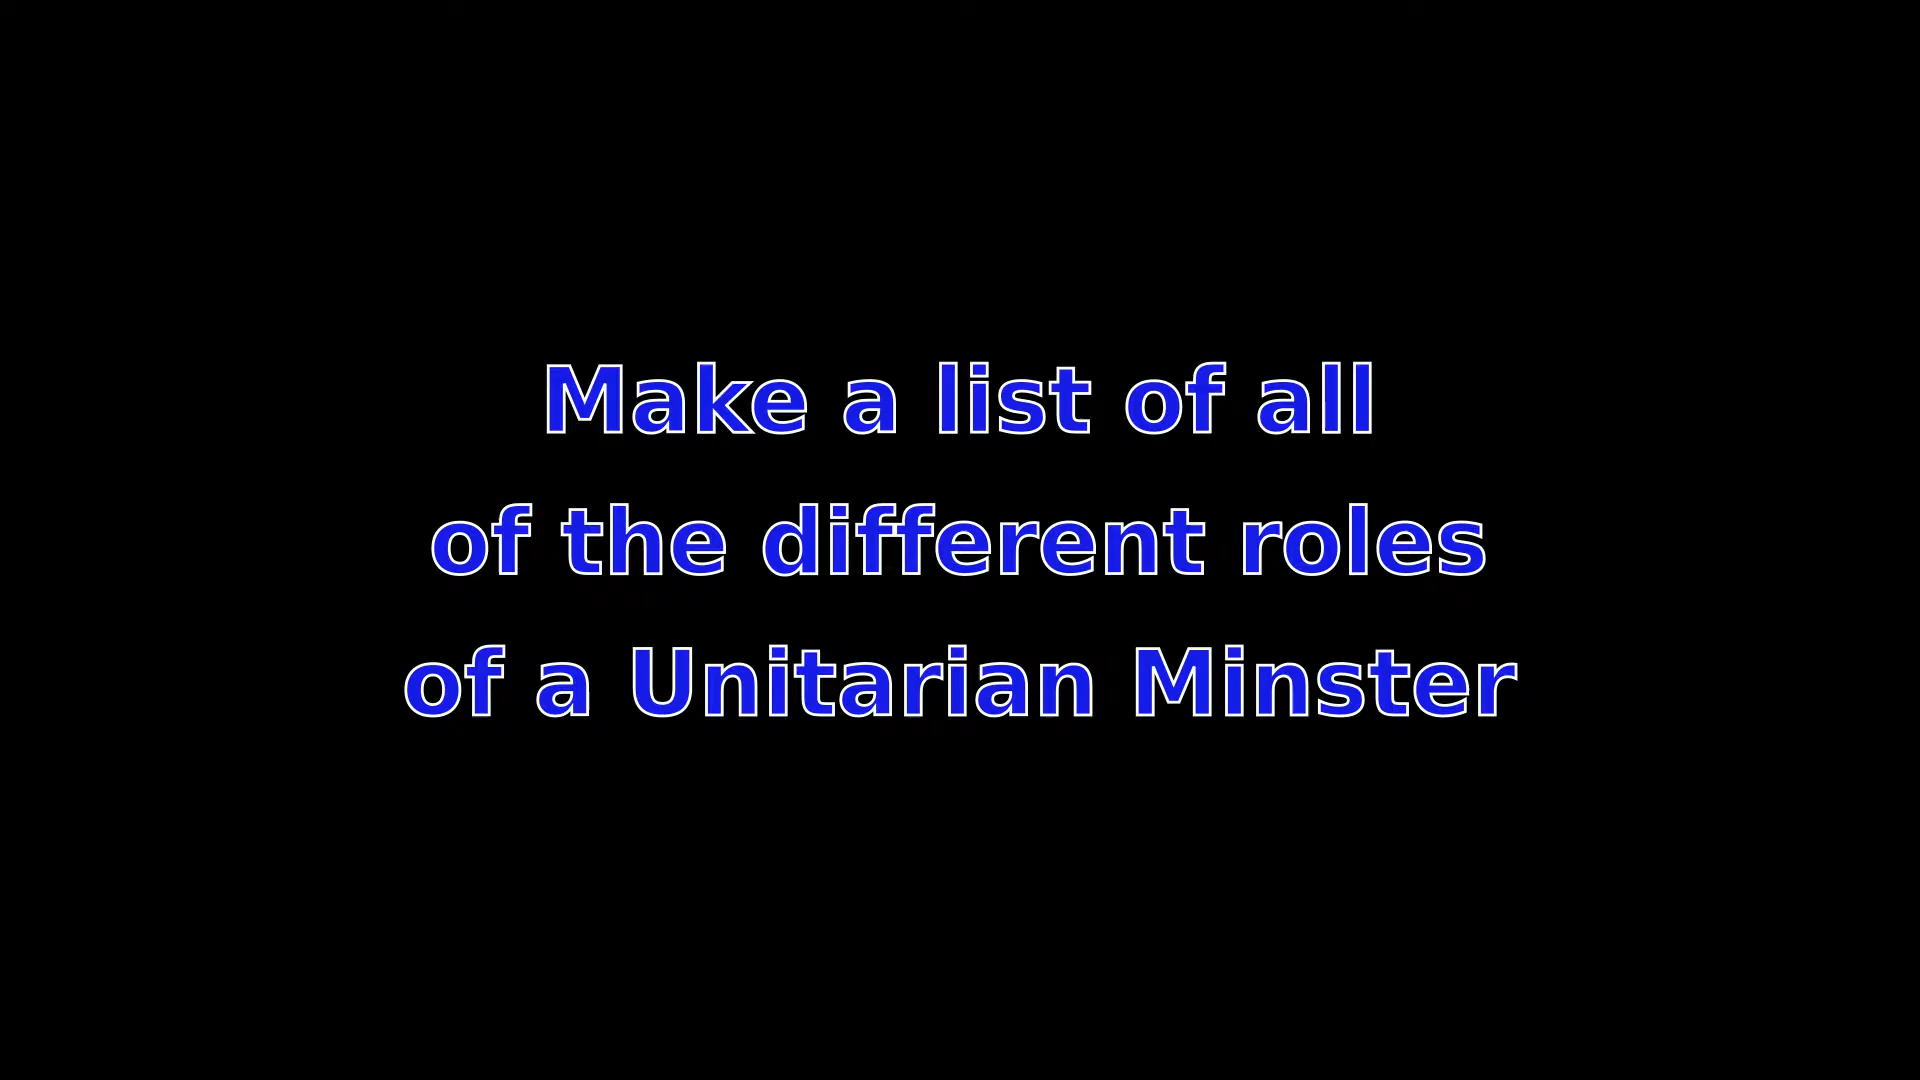 Make a list of all
of the different roles
of a Unitarian Minster